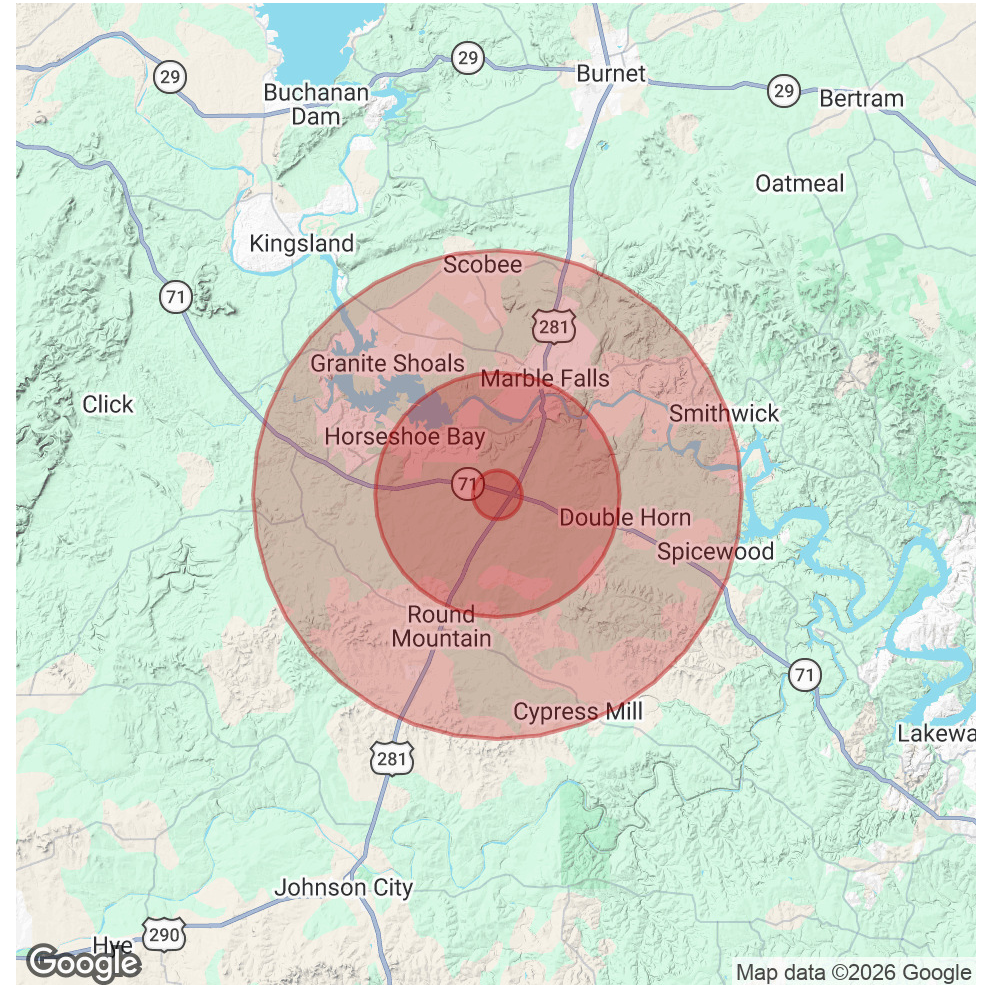 29
Burnet
29
29
Buchanan
Dam
Bertram
Oatmeal
Kingsland
Scobee
71
281
Granite Shoals
Marble Falls
Click
Smithwick
Horseshoe Bay
71
Double Horn
Spicewood
Round
Mountain
71
Cypress Mill
Lakewa
281
Johnson City
290
Hye
Google
Map data ©2026 Google